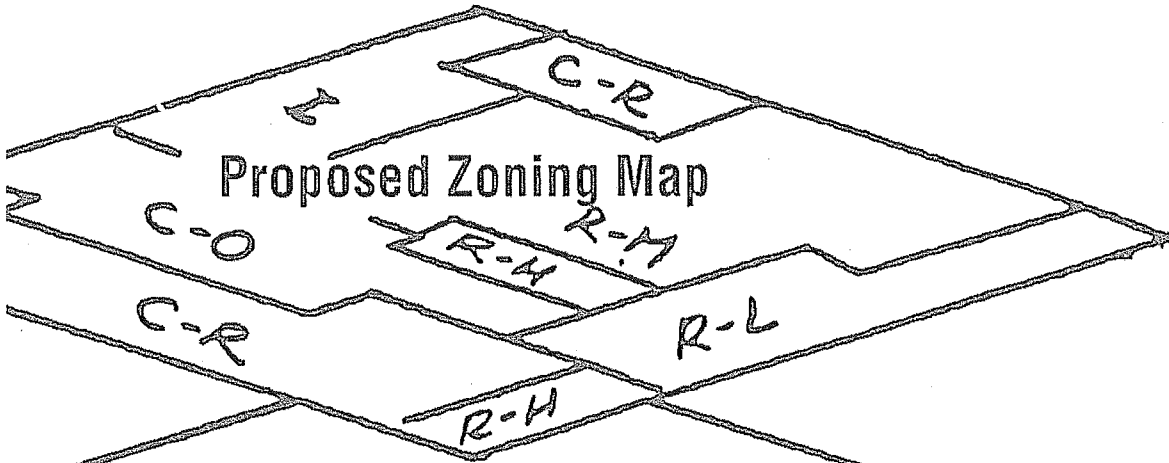 C-R
I
Proposed Zoning Map
C-O
R-M
R-H
C-R
R-L
R-H